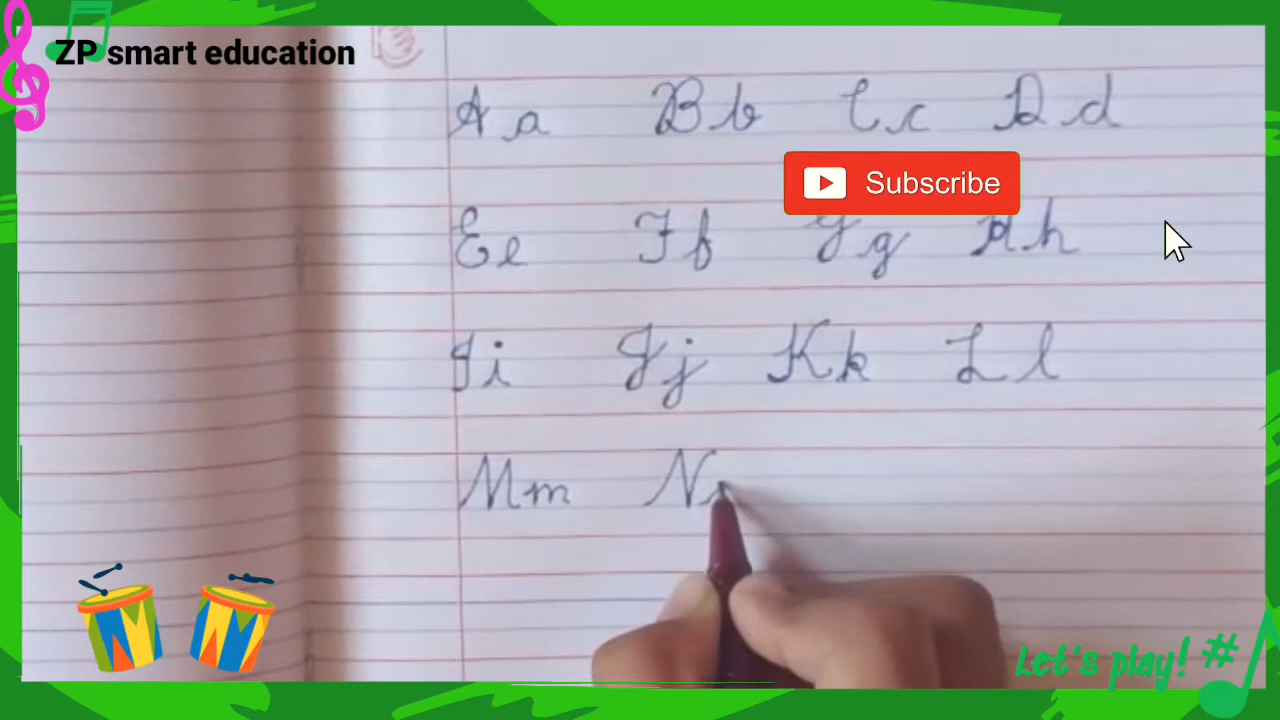 ZP smart education
Aa Bb Cc Dd
Subscribe
Ee Ff Gg Hh
Ii Jj Kk Ll
Mm N
Let's play! #